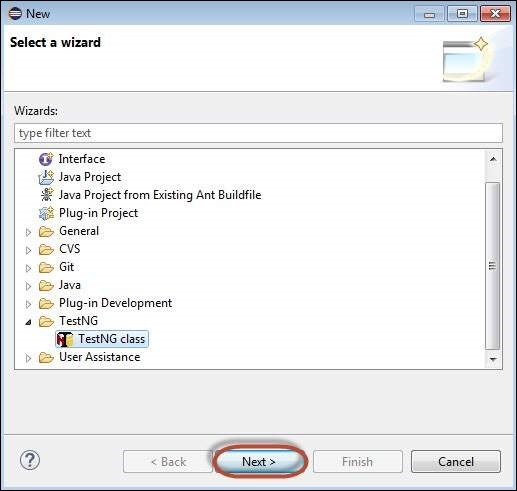 New
Select a wizard
Wizards:
type filter text
Interface
Java Project
Java Project from Existing Ant Buildfile
Plug-in Project
General
CVS
Git
Java
Plug-in Development
TestNG
TestNG class
User Assistance
?
< Back
Next >
Finish
Cancel